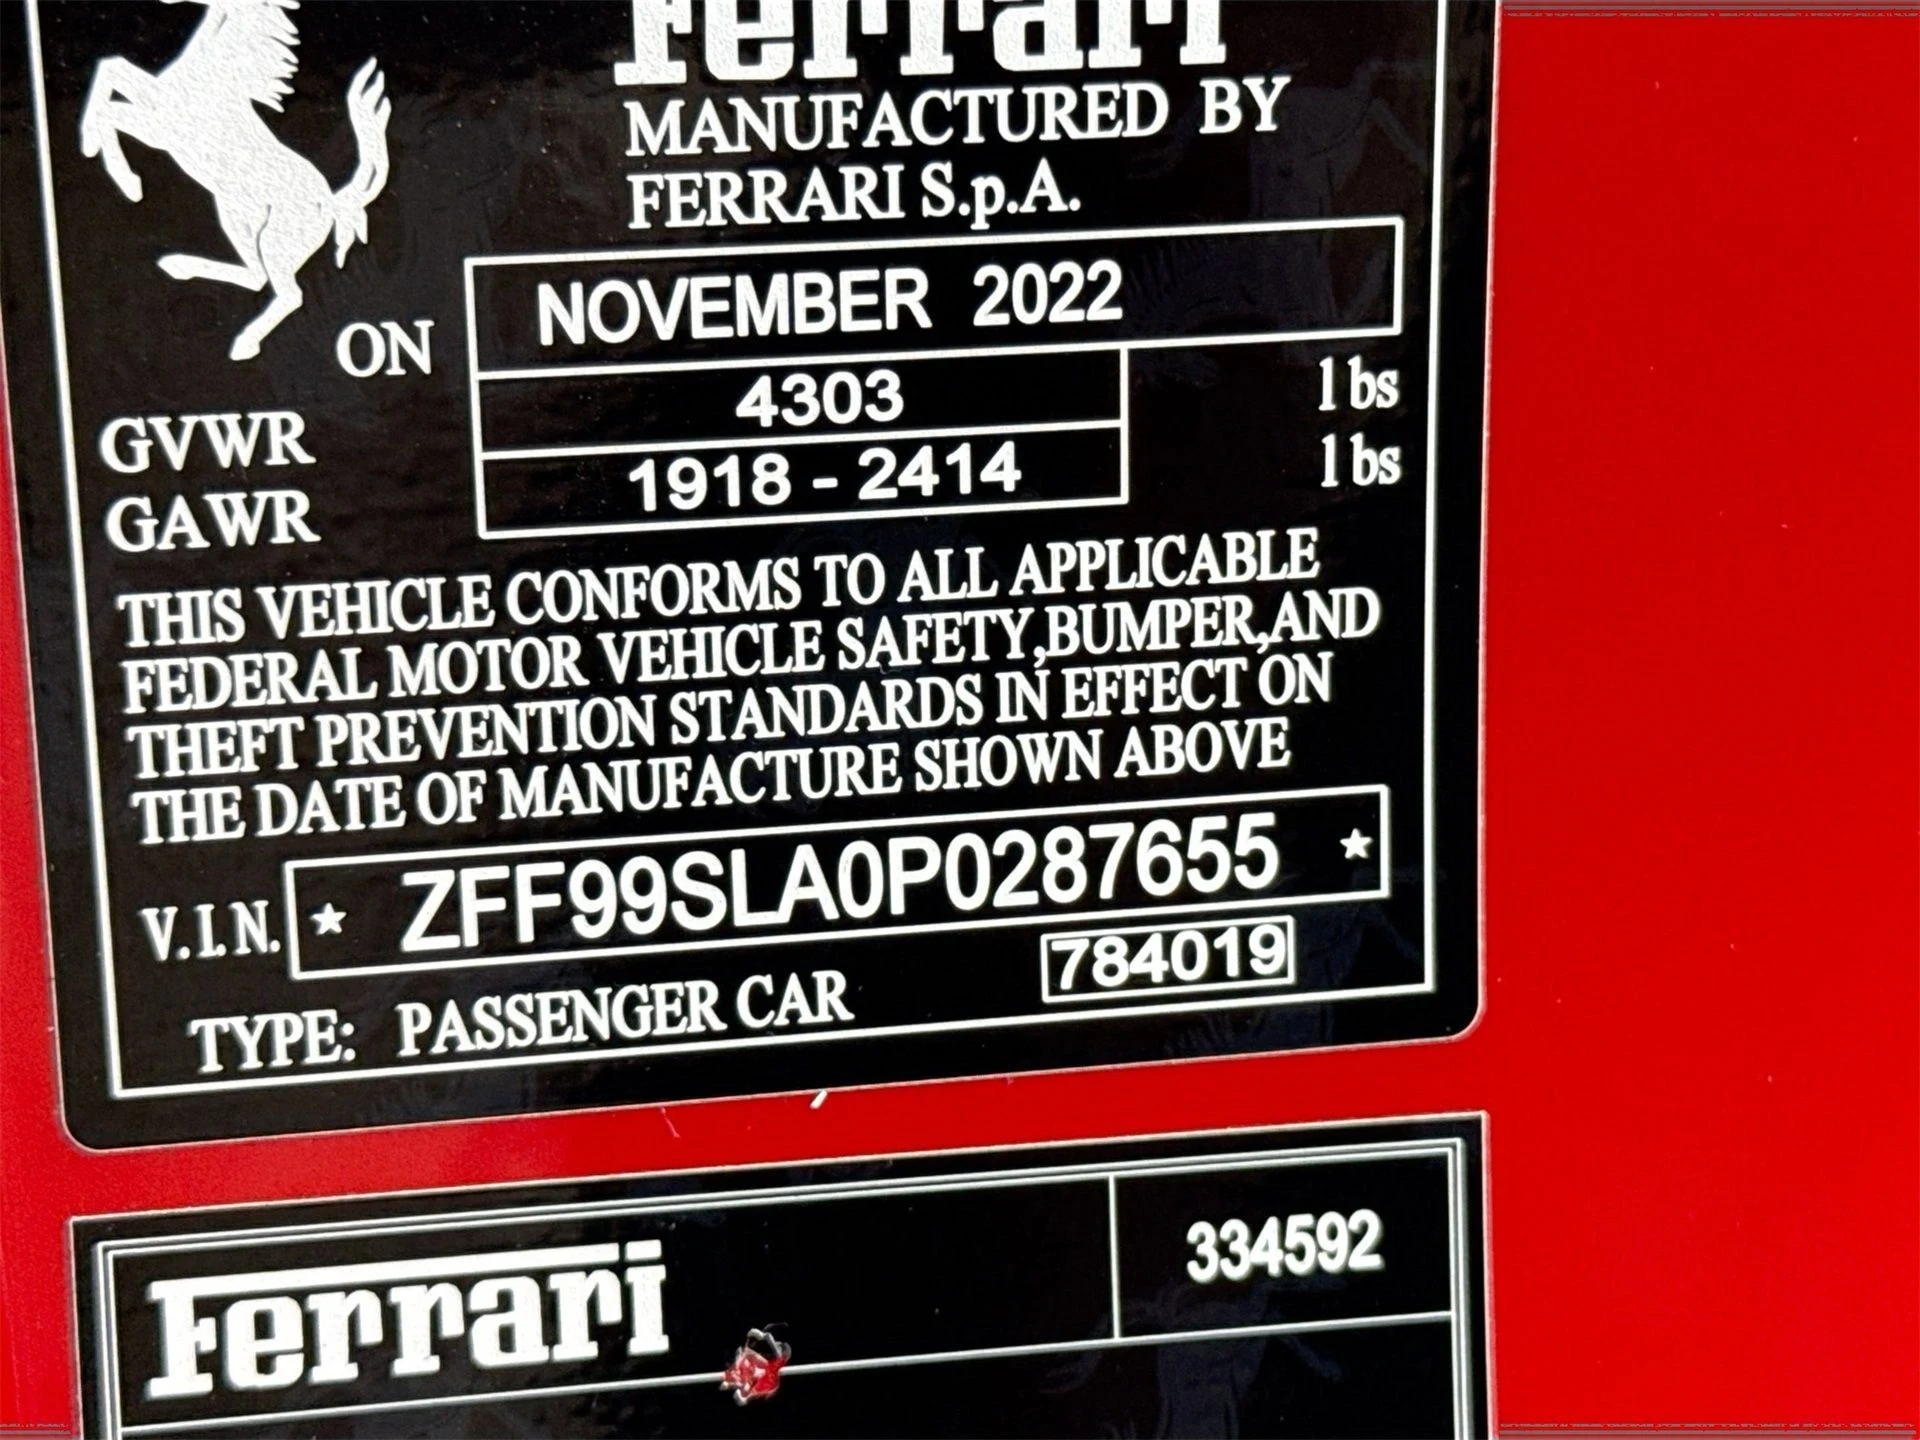 Ferrari
MANUFACTURED BY
FERRARI S.p.A.
ON NOVEMBER 2022
GVWR 4303 lbs
GAWR 1918 - 2414 lbs
THIS VEHICLE CONFORMS TO ALL APPLICABLE
FEDERAL MOTOR VEHICLE SAFETY,BUMPER,AND
THEFT PREVENTION STANDARDS IN EFFECT ON
THE DATE OF MANUFACTURE SHOWN ABOVE
V.I.N. ★ ZFF99SLA0P0287655 ★
TYPE: PASSENGER CAR 784019
Ferrari 334592